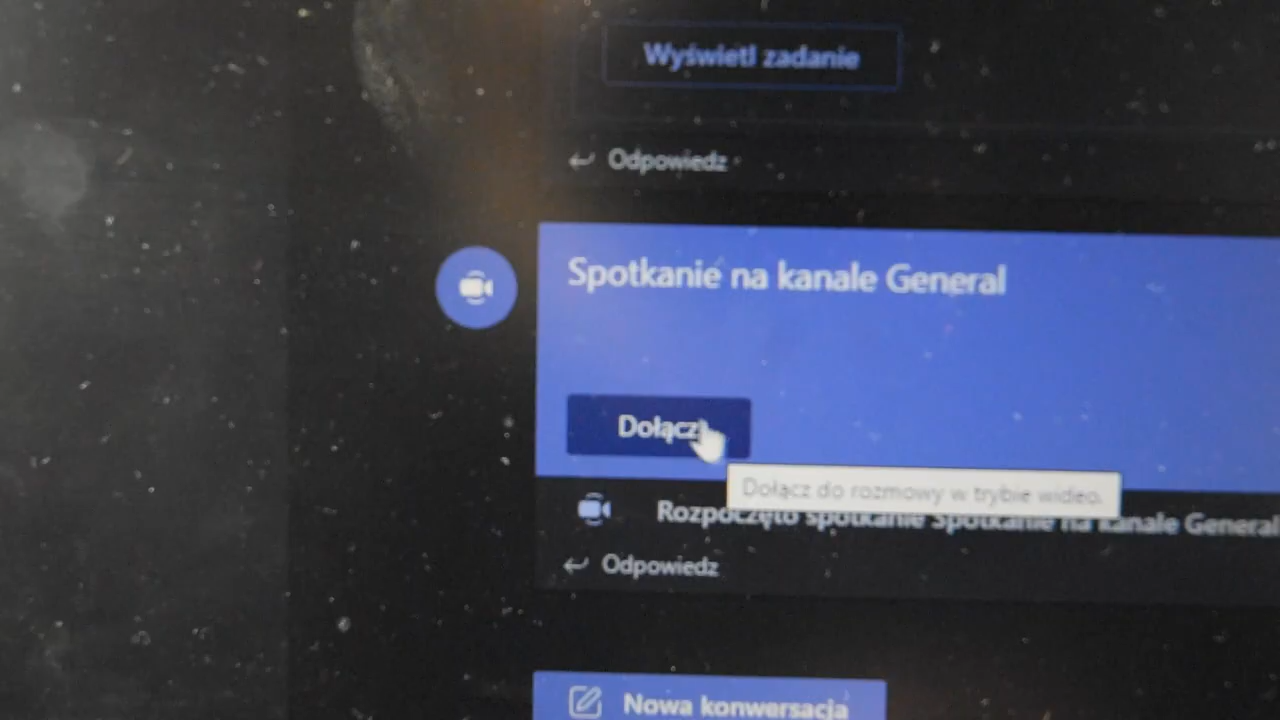 Wyświetl zadanie
Odpowiedz
Spotkanie na kanale General
Dołącz
Dołącz do rozmowy w trybie wideo.
Rozpoczęto spotkanie Spotkanie na kanale General
Odpowiedz
Nowa konwersacja